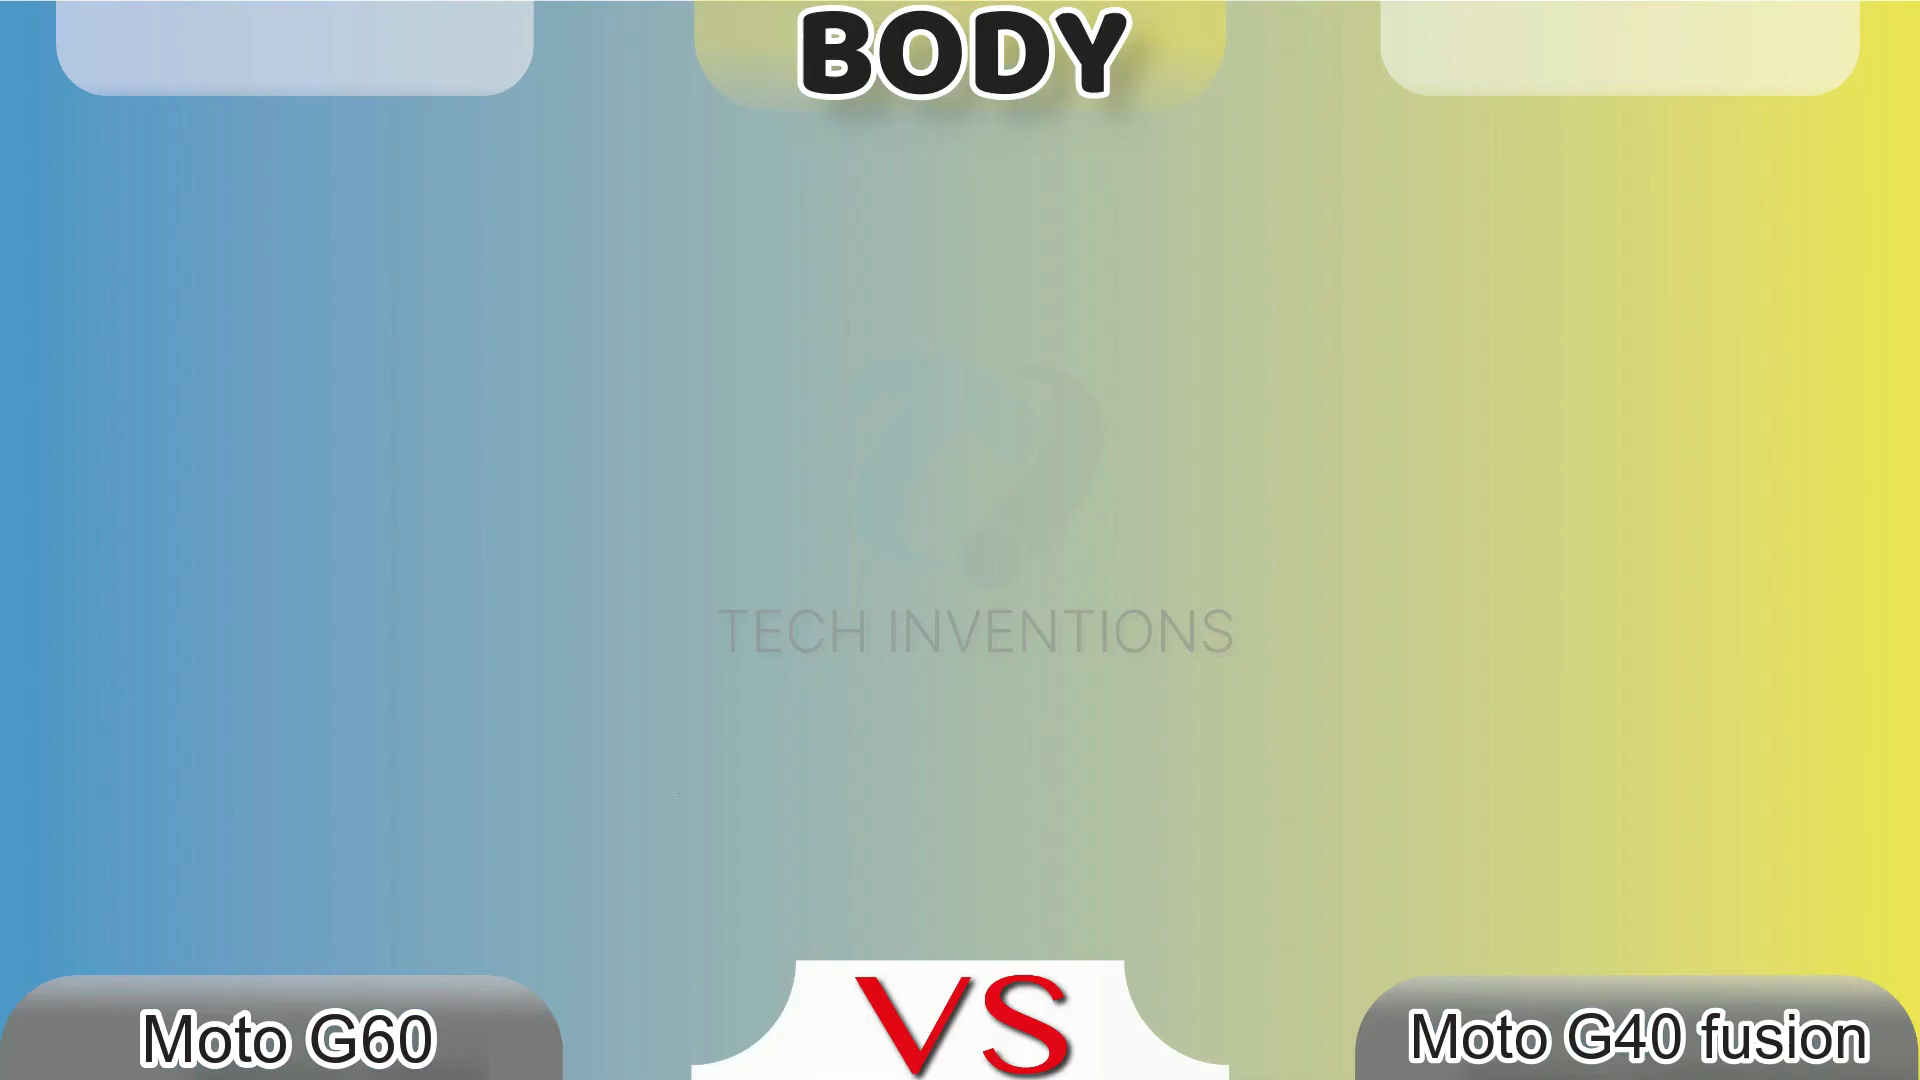 BODY
TECH INVENTIONS
Moto G60
VS
Moto G40 fusion